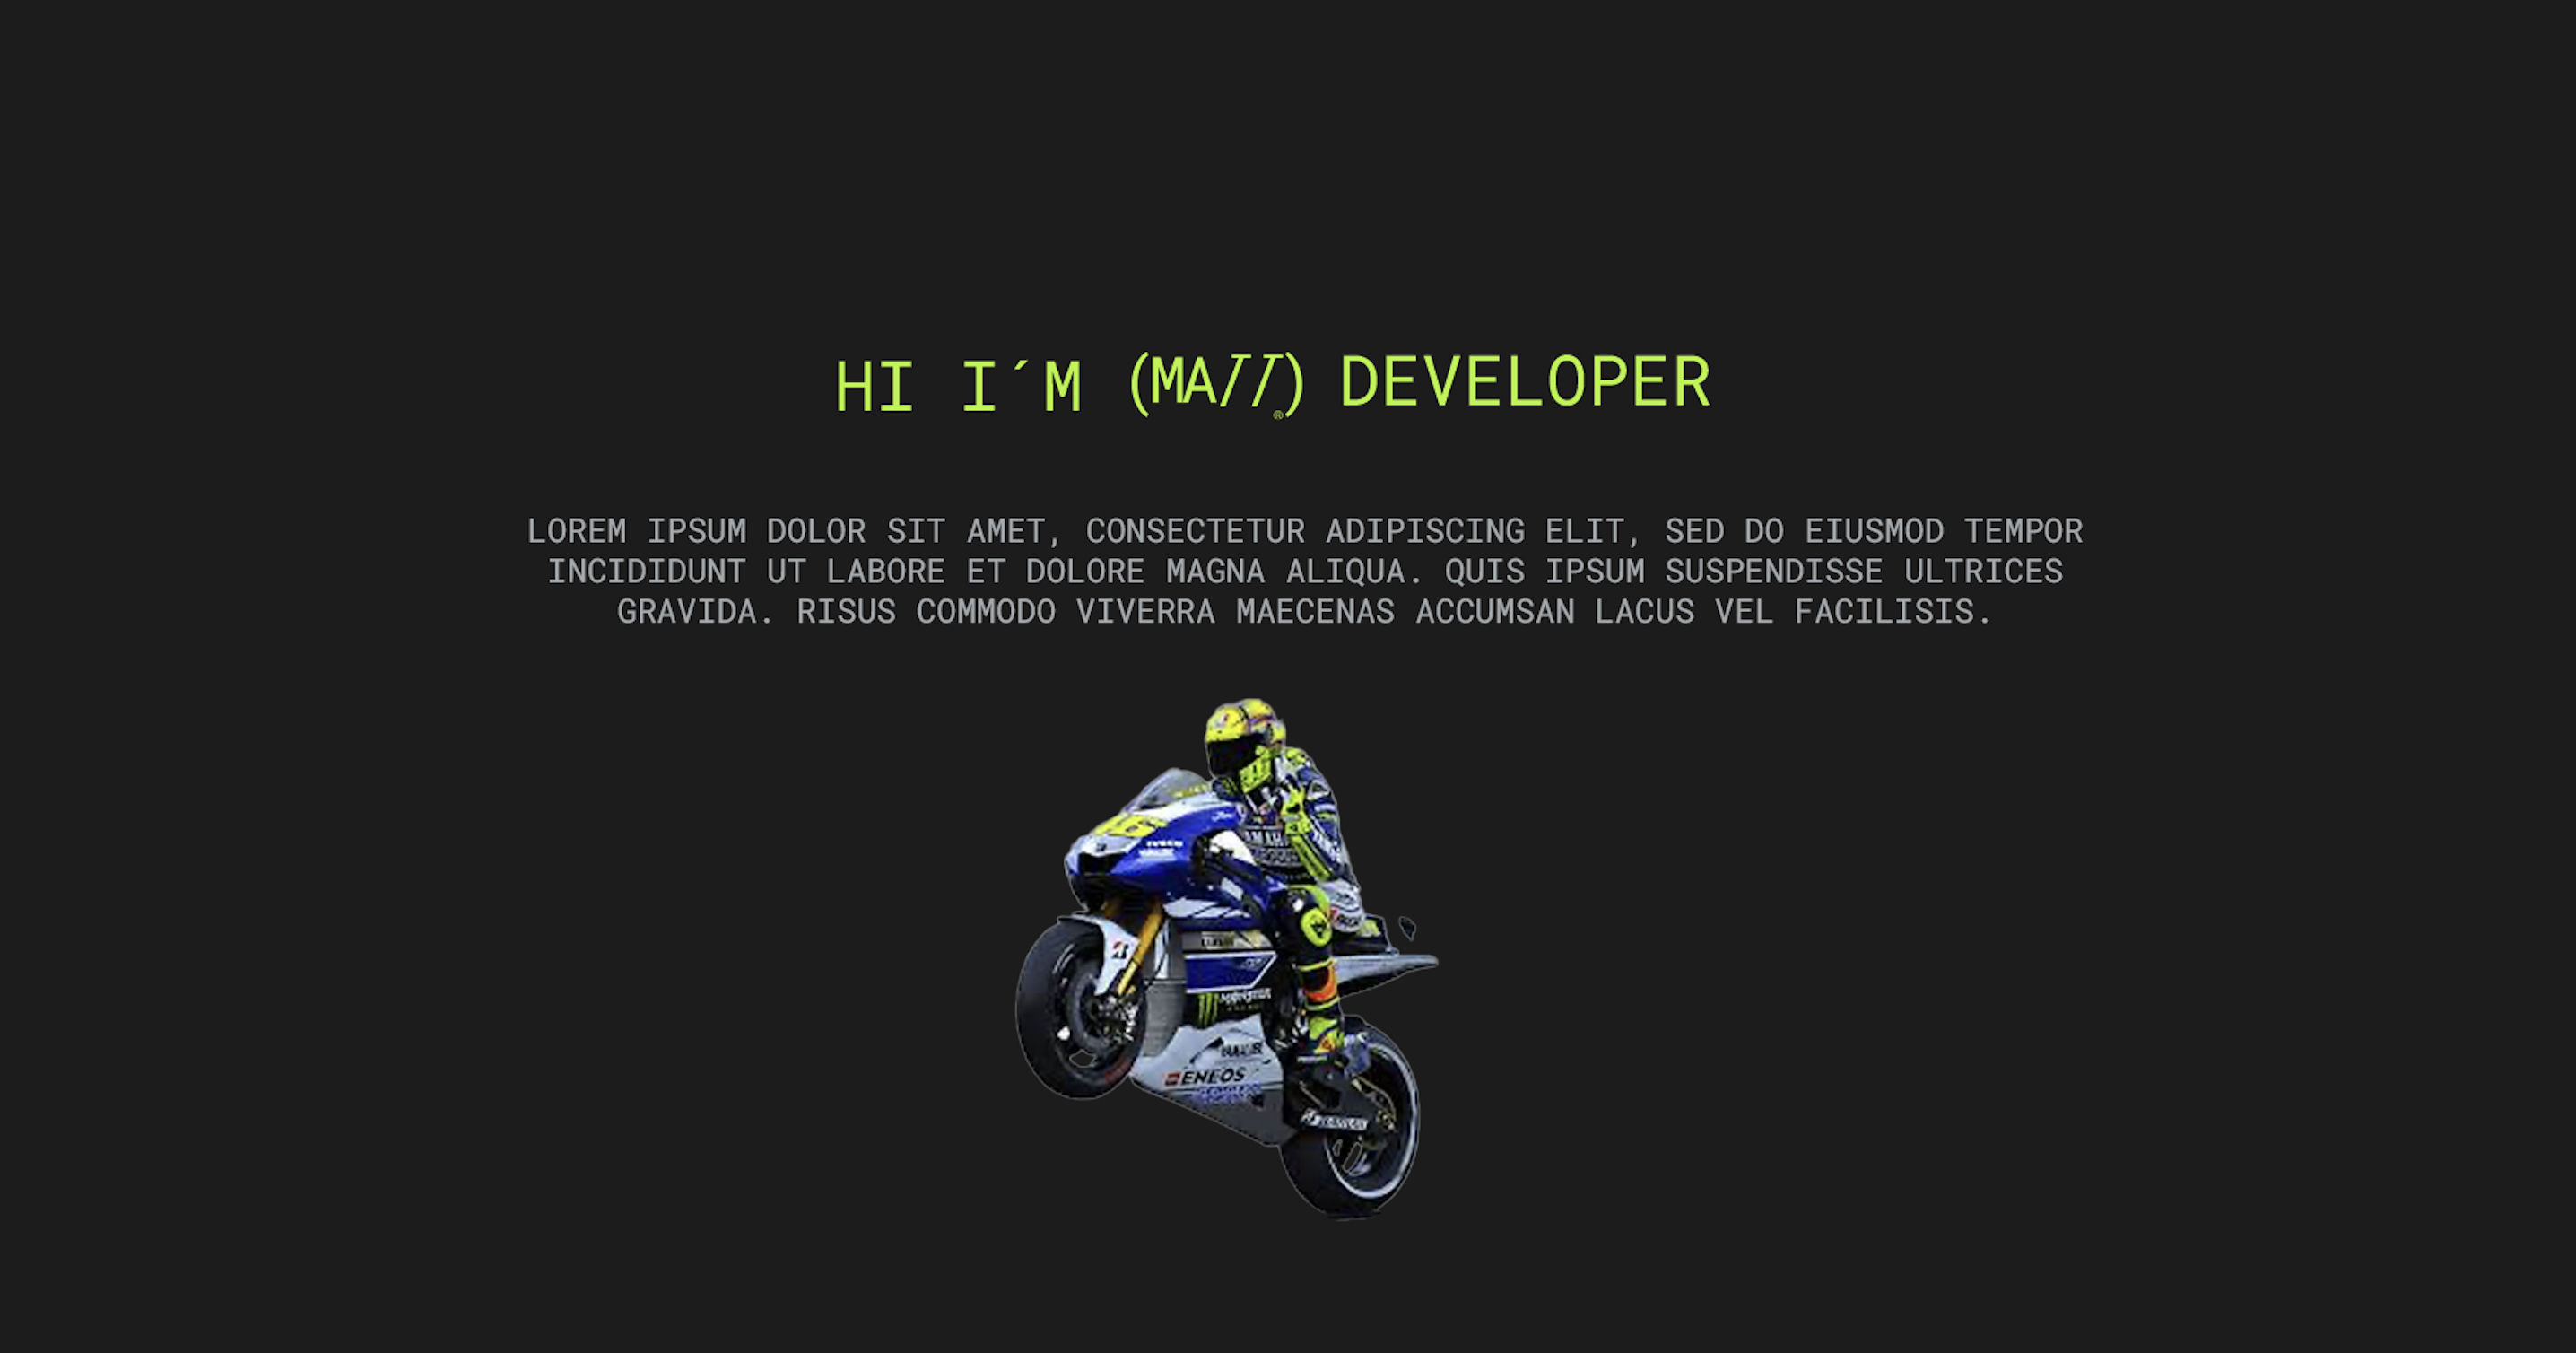 HI I´M (MATT®) DEVELOPER
LOREM IPSUM DOLOR SIT AMET, CONSECTETUR ADIPISCING ELIT, SED DO EIUSMOD TEMPOR
INCIDIDUNT UT LABORE ET DOLORE MAGNA ALIQUA. QUIS IPSUM SUSPENDISSE ULTRICES
GRAVIDA. RISUS COMMODO VIVERRA MAECENAS ACCUMSAN LACUS VEL FACILISIS.
46
MONSTER
ENEOS